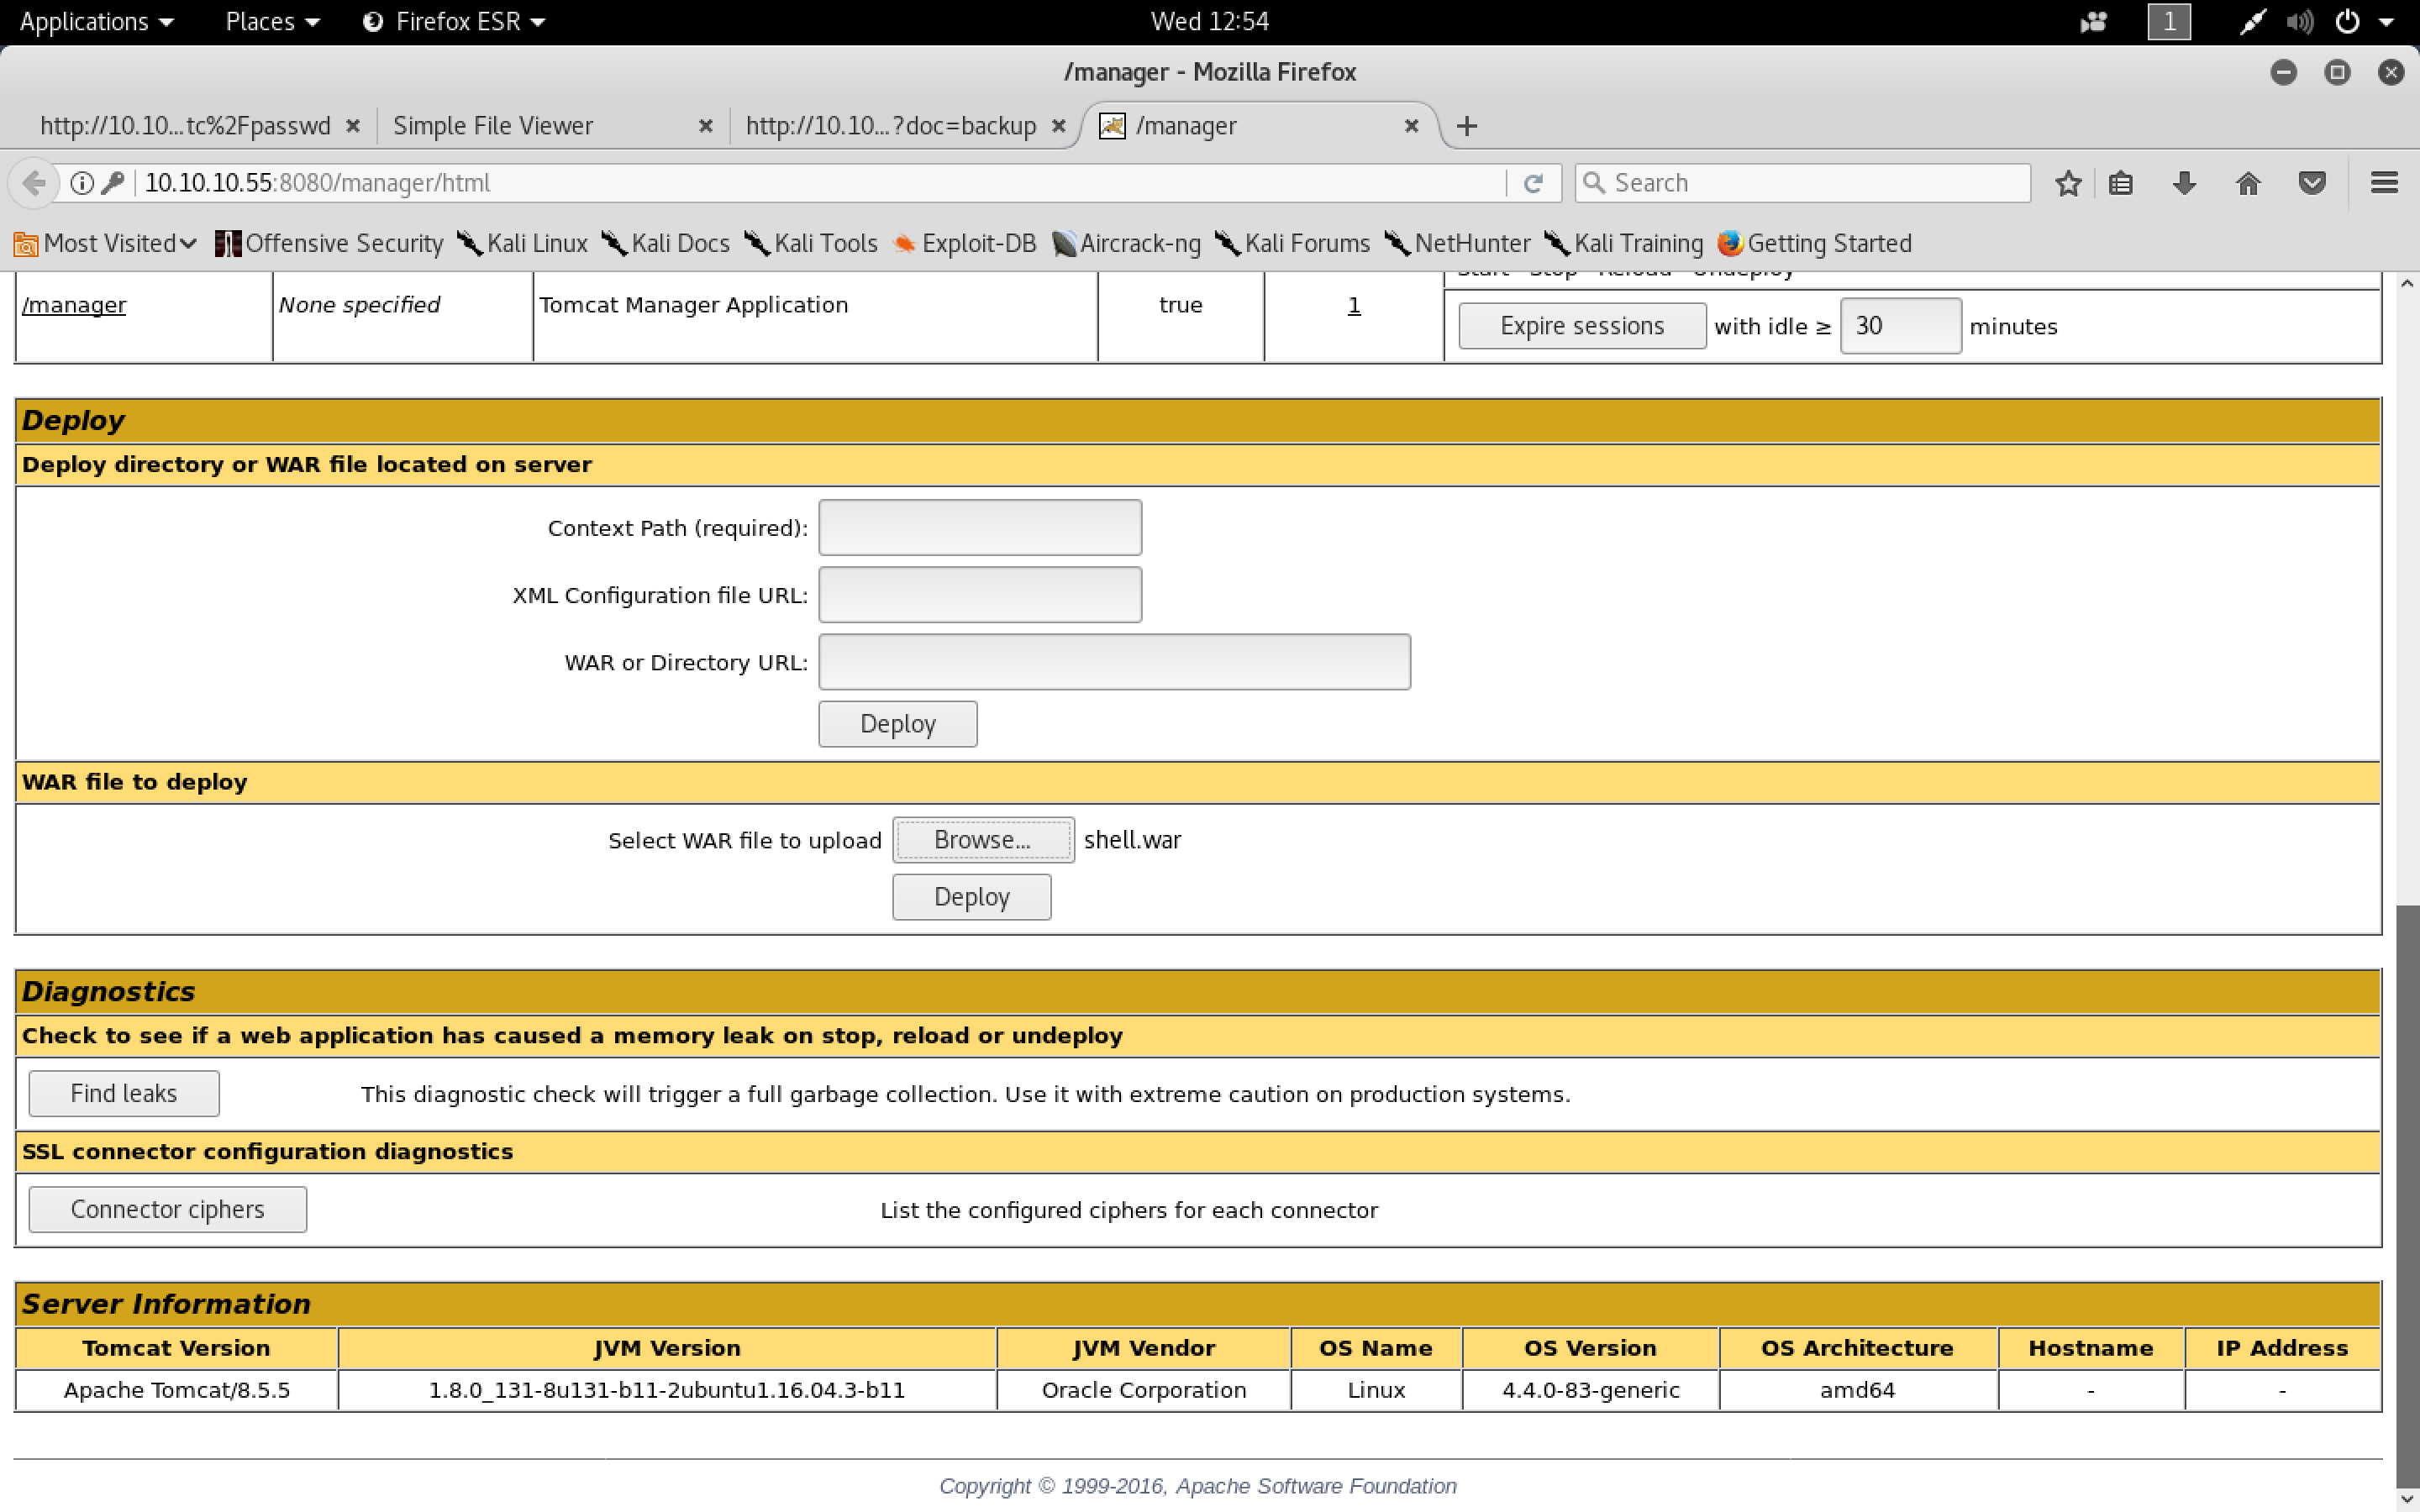 Applications Places Firefox ESR Wed 12:54 1
/manager - Mozilla Firefox
http://10.10...tc%2Fpasswd Simple File Viewer http://10.10...?doc=backup /manager
10.10.10.55:8080/manager/html Search
Most Visited Offensive Security Kali Linux Kali Docs Kali Tools Exploit-DB Aircrack-ng Kali Forums NetHunter Kali Training Getting Started
Start Stop Reload Undeploy
/manager None specified Tomcat Manager Application true 1
Expire sessions with idle ≥ 30 minutes
Deploy
Deploy directory or WAR file located on server
Context Path (required):
XML Configuration file URL:
WAR or Directory URL:
Deploy
WAR file to deploy
Select WAR file to upload Browse... shell.war
Deploy
Diagnostics
Check to see if a web application has caused a memory leak on stop, reload or undeploy
Find leaks This diagnostic check will trigger a full garbage collection. Use it with extreme caution on production systems.
SSL connector configuration diagnostics
Connector ciphers List the configured ciphers for each connector
Server Information
Tomcat Version JVM Version JVM Vendor OS Name OS Version OS Architecture Hostname IP Address
Apache Tomcat/8.5.5 1.8.0_131-8u131-b11-2ubuntu1.16.04.3-b11 Oracle Corporation Linux 4.4.0-83-generic amd64 - -
Copyright © 1999-2016, Apache Software Foundation